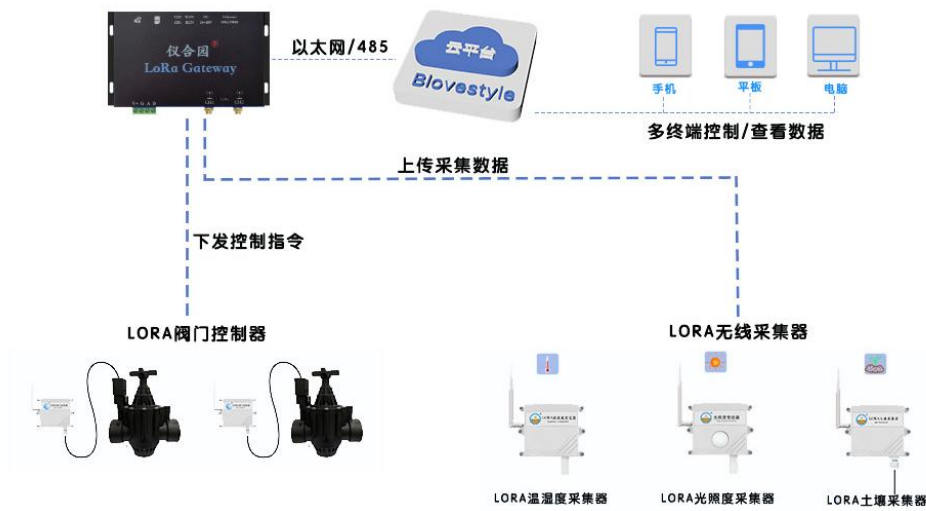 仪合园
LoRa Gateway
以太网/485
云平台
Blovestyle
手机
平板
电脑
多终端控制/查看数据
上传采集数据
下发控制指令
LORA阀门控制器
LORA无线采集器
LORA温湿度采集器
LORA光照度采集器
LORA土壤采集器